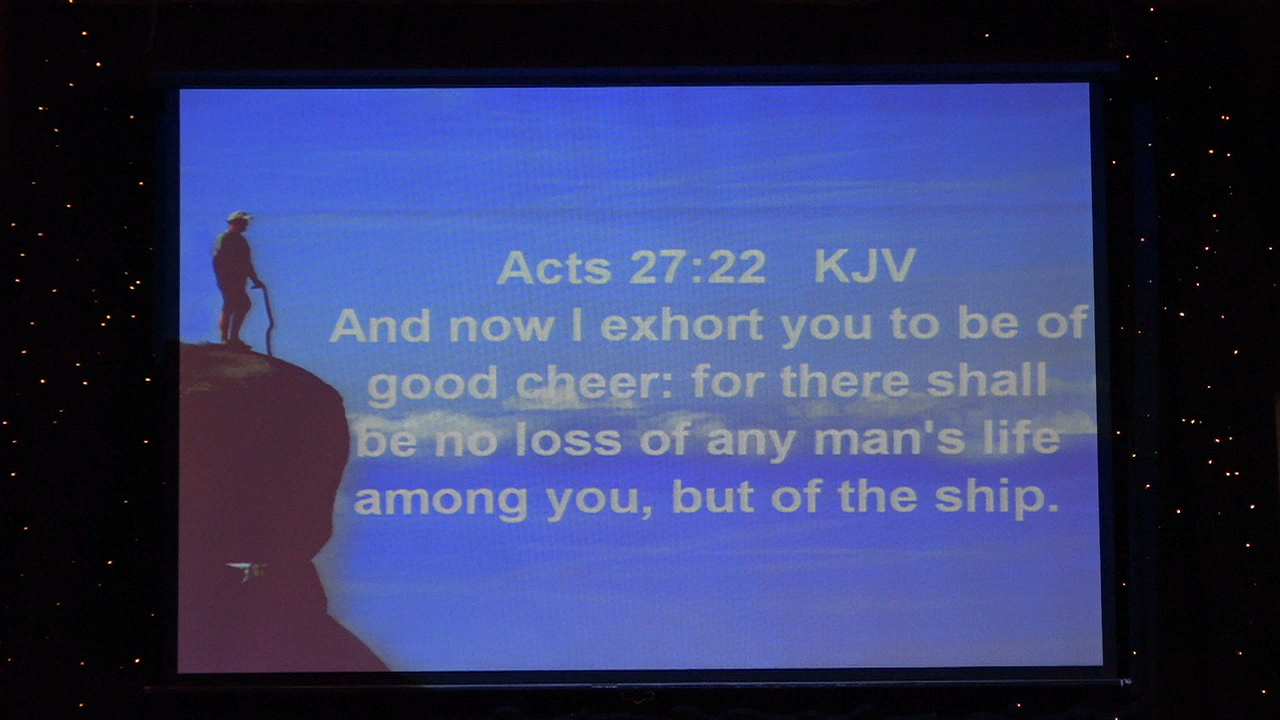 Acts 27:22 KJV
And now I exhort you to be of
good cheer: for there shall
be no loss of any man's life
among you, but of the ship.